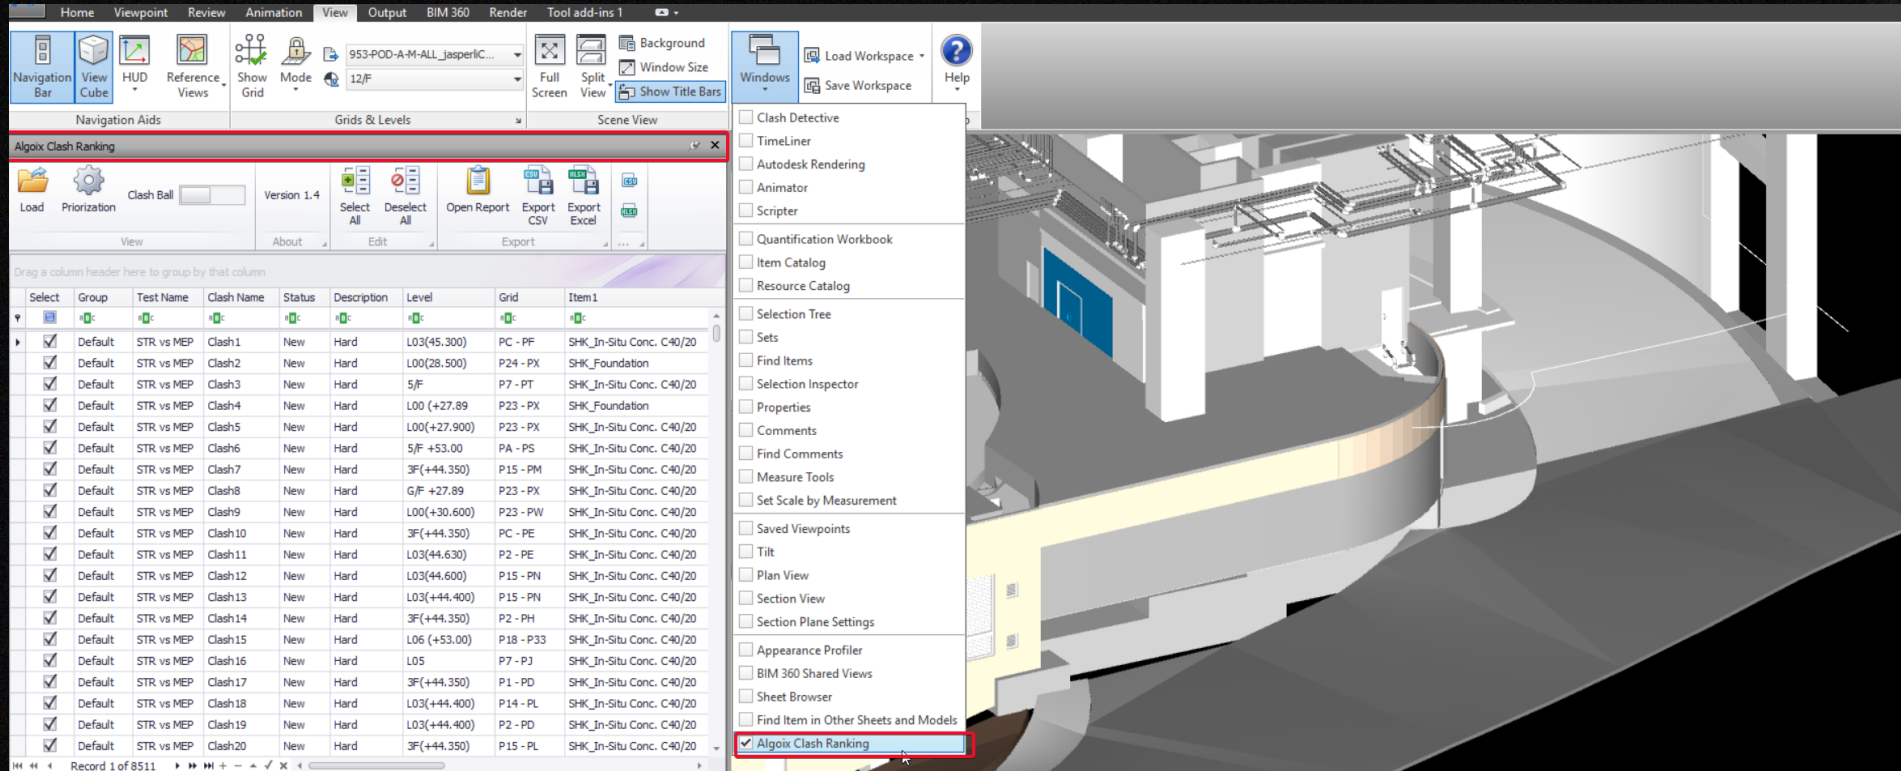 Home Viewpoint Review Animation View Output BIM 360 Render Tool add-ins 1
Navigation Bar
View Cube
HUD
Reference Views
Navigation Aids
Show Grid
Mode
953-POD-A-M-ALL_jasperliC...
12/F
Grids & Levels
Full Screen
Split View
Background
Window Size
Show Title Bars
Scene View
Windows
Load Workspace
Save Workspace
Help
Algoix Clash Ranking
Load
Priorization
Clash Ball
View
Version 1.4
About
Select All
Deselect All
Edit
Open Report
Export CSV
Export Excel
Export
...
Drag a column header here to group by that column
Select Group Test Name Clash Name Status Description Level Grid Item1
Default STR vs MEP Clash1 New Hard L03(45.300) PC - PF SHK_In-Situ Conc. C40/20
Default STR vs MEP Clash2 New Hard L00(28.500) P24 - PX SHK_Foundation
Default STR vs MEP Clash3 New Hard 5/F P7 - PT SHK_In-Situ Conc. C40/20
Default STR vs MEP Clash4 New Hard L00 (+27.89 P23 - PX SHK_Foundation
Default STR vs MEP Clash5 New Hard L00(+27.900) P23 - PX SHK_In-Situ Conc. C40/20
Default STR vs MEP Clash6 New Hard 5/F +53.00 PA - PS SHK_In-Situ Conc. C40/20
Default STR vs MEP Clash7 New Hard 3F(+44.350) P15 - PM SHK_In-Situ Conc. C40/20
Default STR vs MEP Clash8 New Hard G/F +27.89 P23 - PX SHK_In-Situ Conc. C40/20
Default STR vs MEP Clash9 New Hard L00(+30.600) P23 - PW SHK_In-Situ Conc. C40/20
Default STR vs MEP Clash10 New Hard 3F(+44.350) PC - PE SHK_In-Situ Conc. C40/20
Default STR vs MEP Clash11 New Hard L03(44.630) P2 - PE SHK_In-Situ Conc. C40/20
Default STR vs MEP Clash12 New Hard L03(44.600) P15 - PN SHK_In-Situ Conc. C40/20
Default STR vs MEP Clash13 New Hard L03(+44.400) P15 - PN SHK_In-Situ Conc. C40/20
Default STR vs MEP Clash14 New Hard 3F(+44.350) P2 - PH SHK_In-Situ Conc. C40/20
Default STR vs MEP Clash15 New Hard L06 (+53.00) P18 - P33 SHK_In-Situ Conc. C40/20
Default STR vs MEP Clash16 New Hard L05 P7 - PJ SHK_In-Situ Conc. C40/20
Default STR vs MEP Clash17 New Hard 3F(+44.350) P1 - PD SHK_In-Situ Conc. C40/20
Default STR vs MEP Clash18 New Hard L03(+44.400) P14 - PL SHK_In-Situ Conc. C40/20
Default STR vs MEP Clash19 New Hard L03(+44.400) P2 - PD SHK_In-Situ Conc. C40/20
Default STR vs MEP Clash20 New Hard 3F(+44.350) P15 - PL SHK_In-Situ Conc. C40/20
Record 1 of 8511
Clash Detective
TimeLiner
Autodesk Rendering
Animator
Scripter
Quantification Workbook
Item Catalog
Resource Catalog
Selection Tree
Sets
Find Items
Selection Inspector
Properties
Comments
Find Comments
Measure Tools
Set Scale by Measurement
Saved Viewpoints
Tilt
Plan View
Section View
Section Plane Settings
Appearance Profiler
BIM 360 Shared Views
Sheet Browser
Find Item in Other Sheets and Models
Algoix Clash Ranking